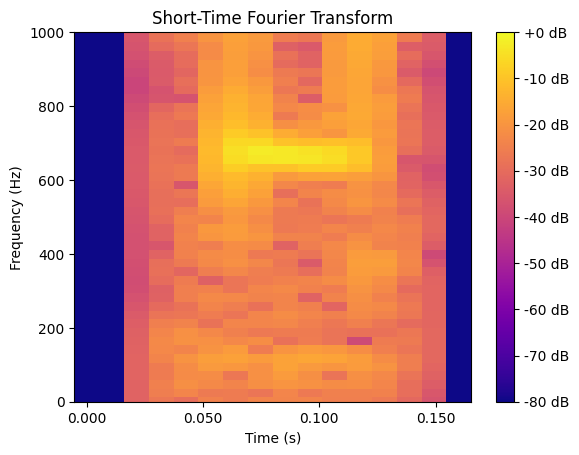 Short-Time Fourier Transform
Frequency (Hz)
1000
800
600
400
200
0
0.000
0.050
0.100
0.150
Time (s)
+0 dB
-10 dB
-20 dB
-30 dB
-40 dB
-50 dB
-60 dB
-70 dB
-80 dB